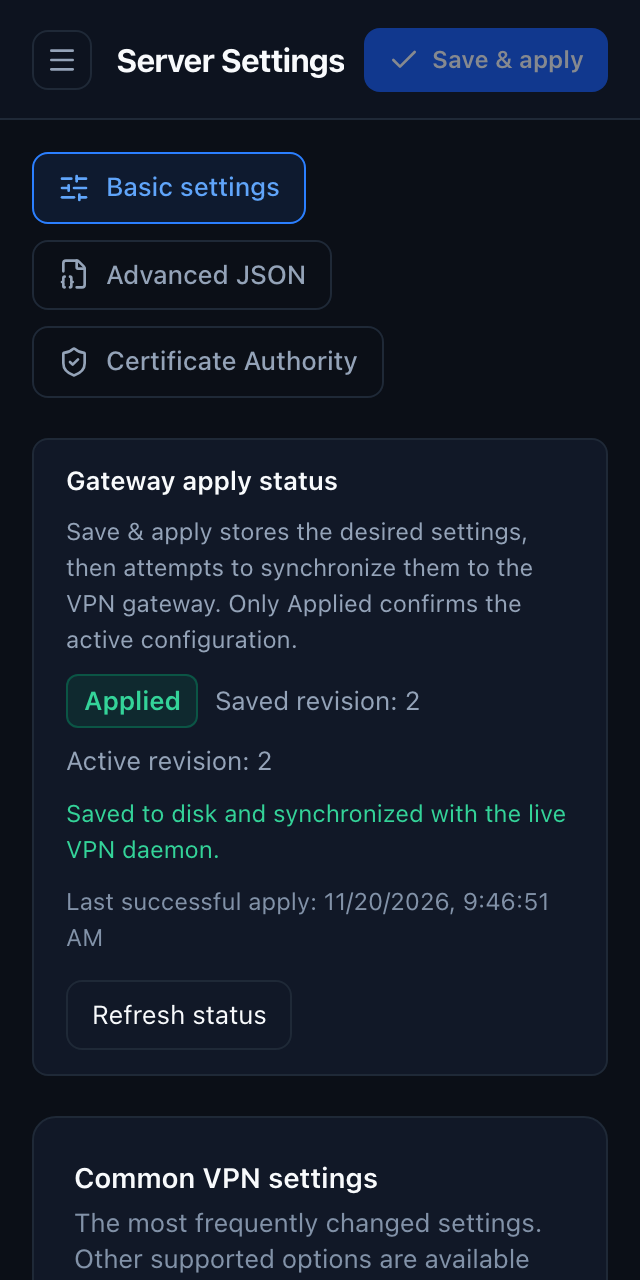 Server Settings
Save & apply
Basic settings
Advanced JSON
Certificate Authority
Gateway apply status
Save & apply stores the desired settings,
then attempts to synchronize them to the
VPN gateway. Only Applied confirms the
active configuration.
Applied
Saved revision: 2
Active revision: 2
Saved to disk and synchronized with the live
VPN daemon.
Last successful apply: 11/20/2026, 9:46:51
AM
Refresh status
Common VPN settings
The most frequently changed settings.
Other supported options are available